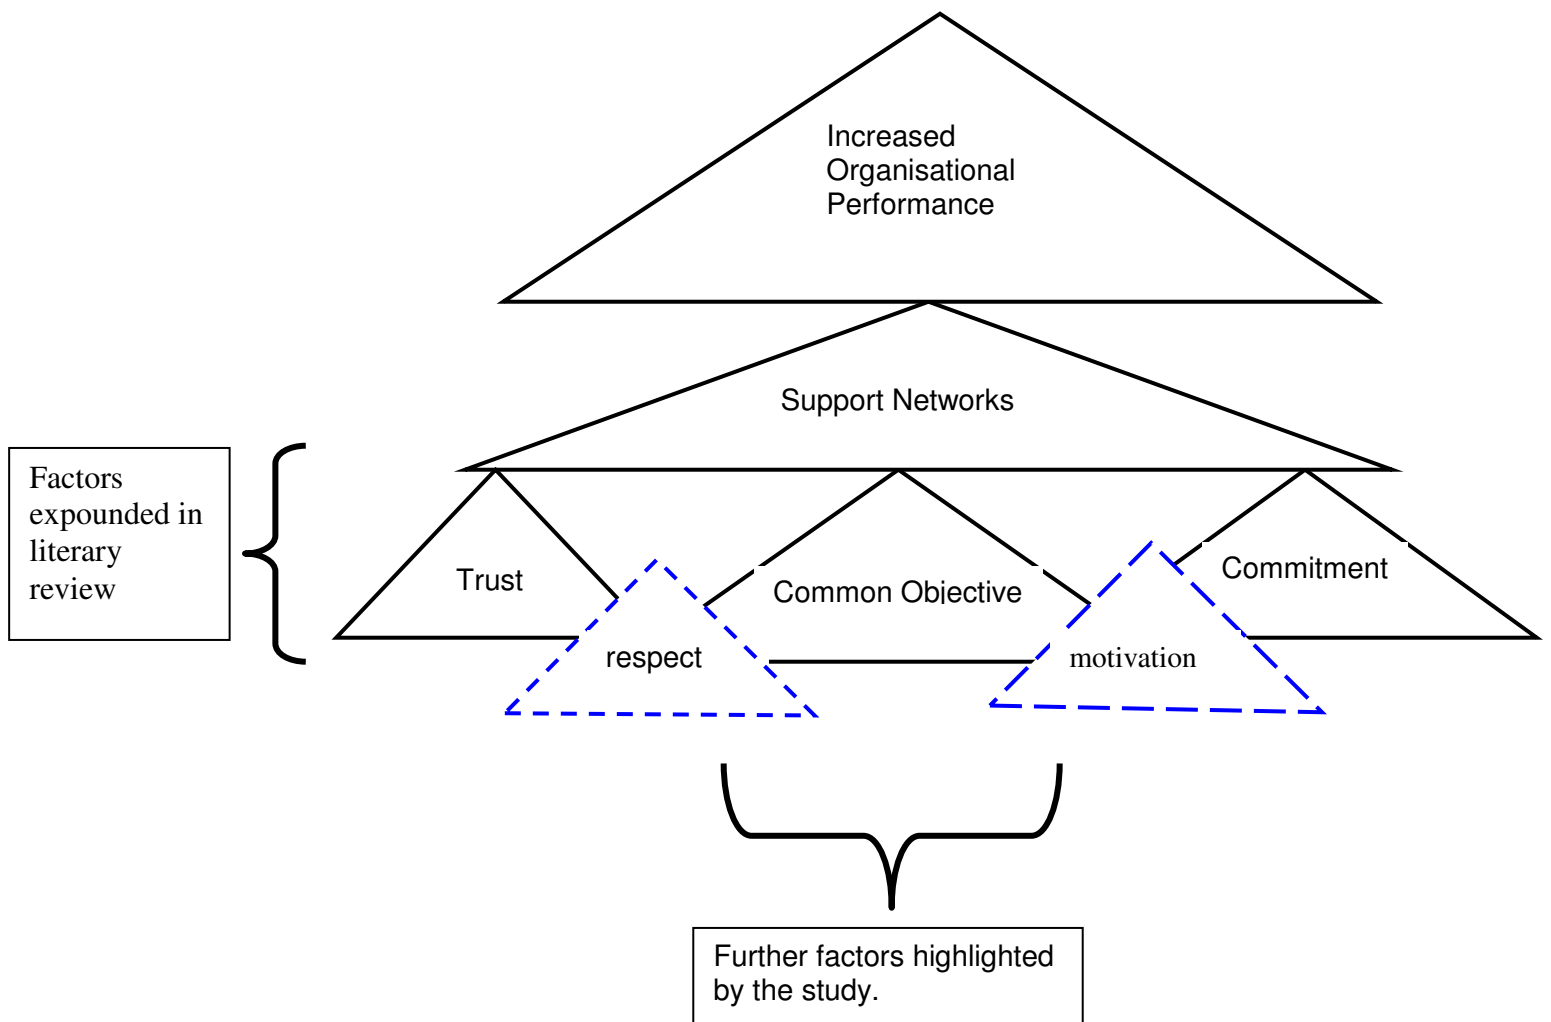 Increased
Organisational
Performance
Support Networks
Factors
expounded in
literary
review
Trust
Common Objective
Commitment
respect
motivation
Further factors highlighted
by the study.